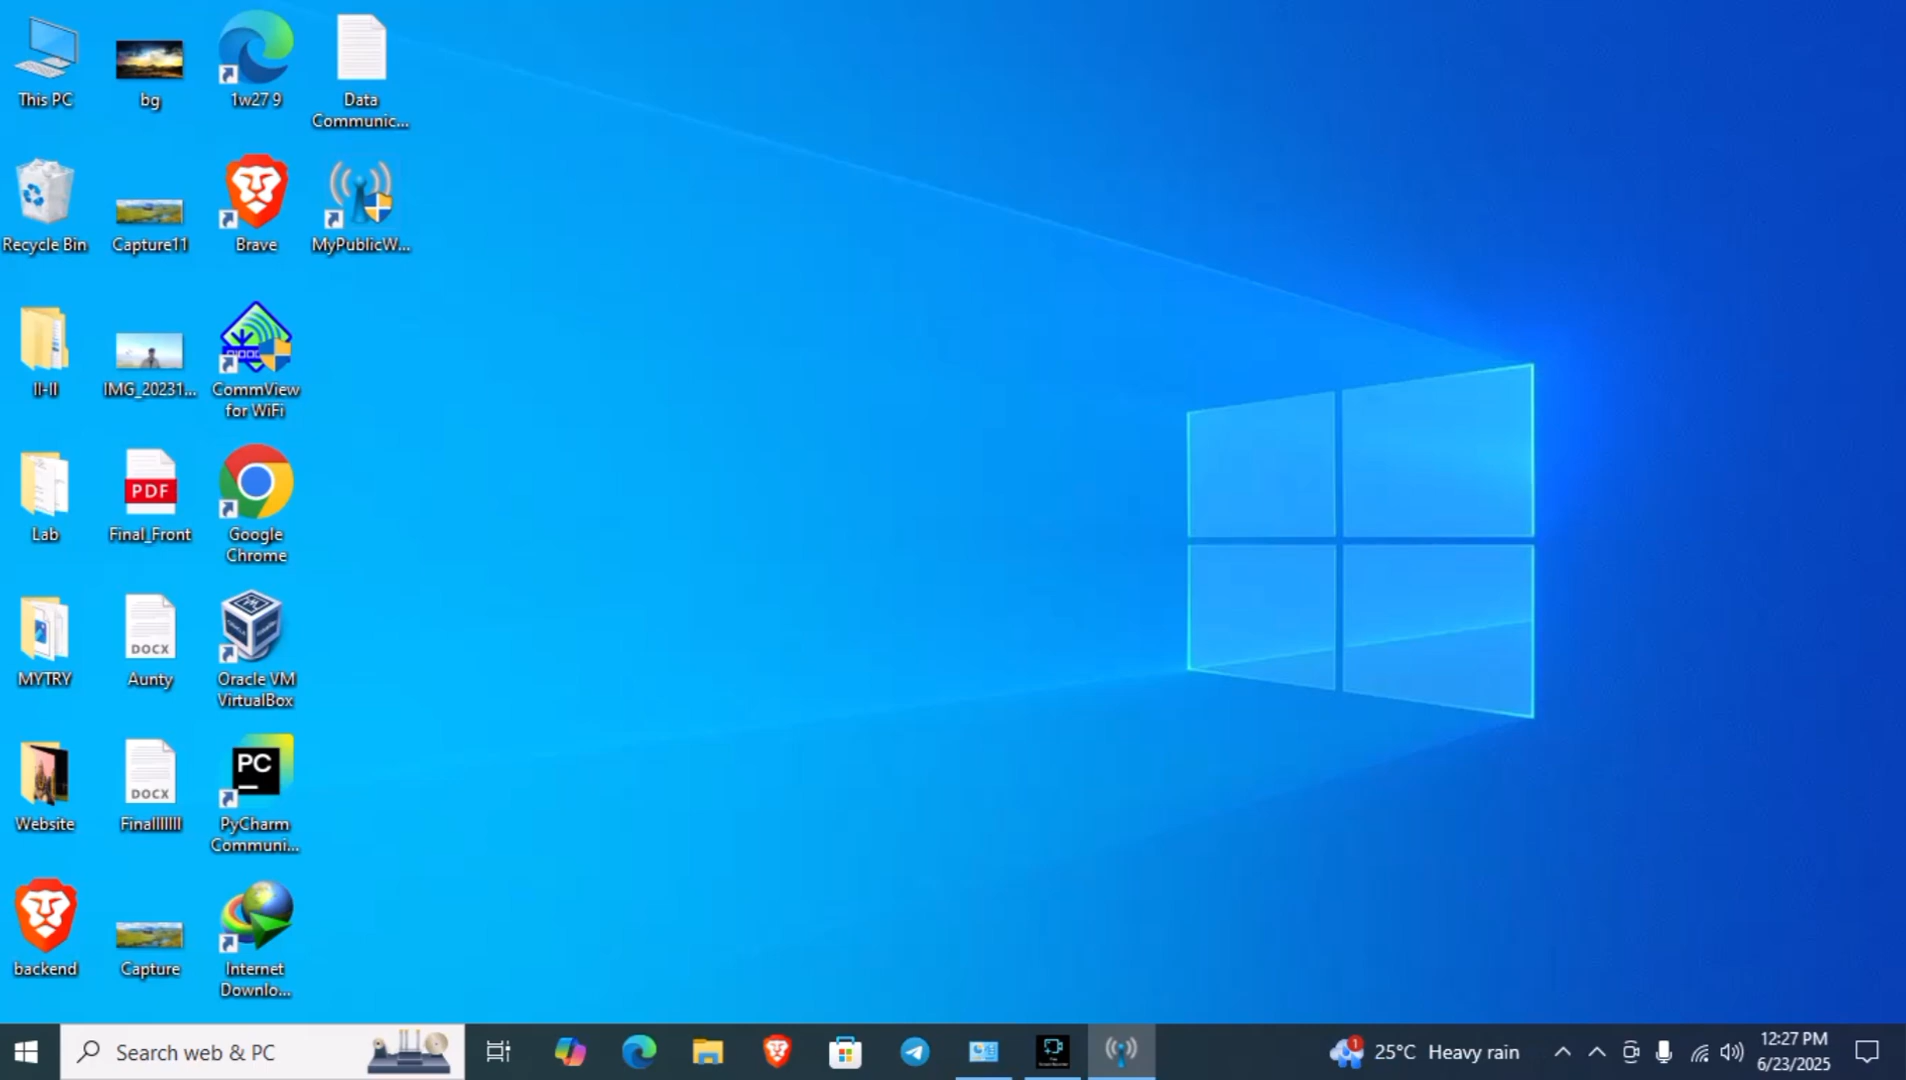 This PC
bg
1w27 9
Data
Communic...
Recycle Bin
Capture11
Brave
MyPublicW...
II-II
IMG_20231...
CommView
for WiFi
Lab
PDF
Final_Front
Google
Chrome
MYTRY
DOCX
Aunty
Oracle VM
VirtualBox
Website
DOCX
Finalllllll
PC
PyCharm
Communi...
backend
Capture
Internet
Downlo...
Search web & PC
1
25°C Heavy rain
12:27 PM
6/23/2025